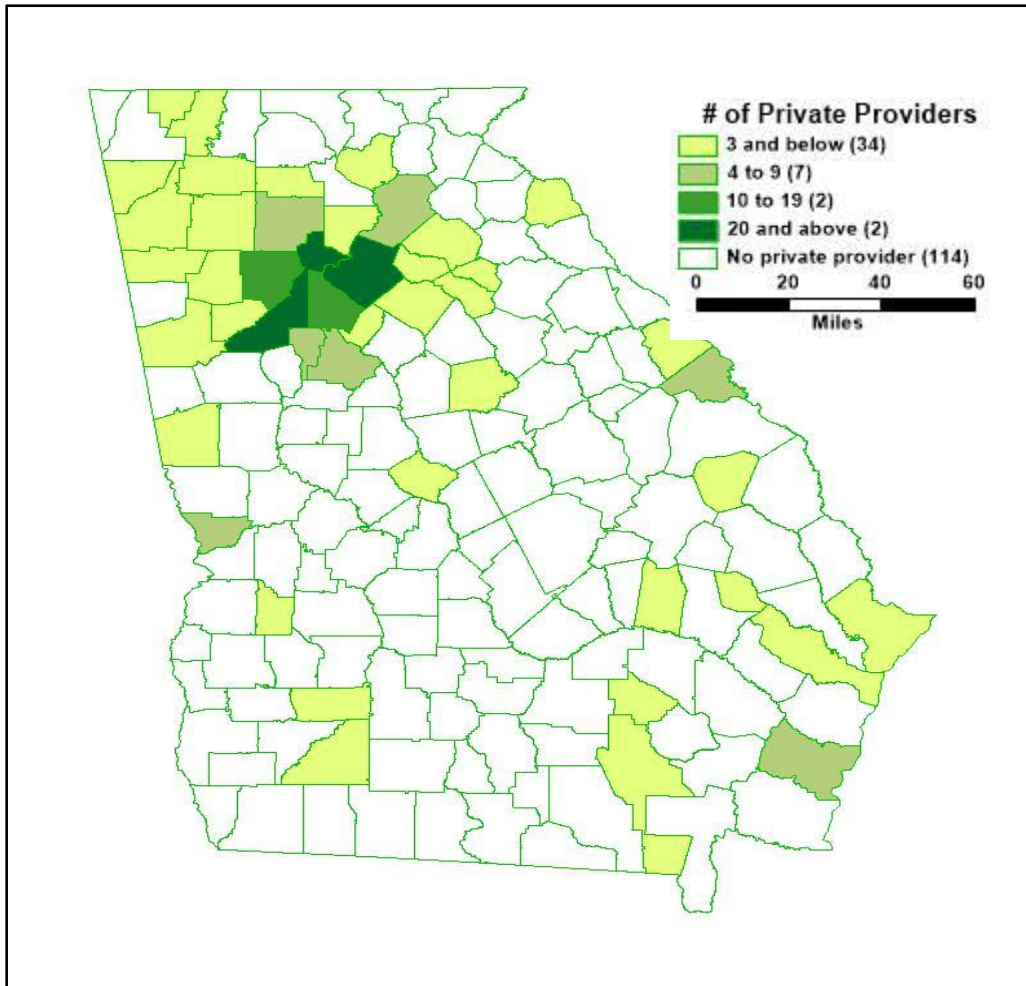 # of Private Providers
3 and below (34)
4 to 9 (7)
10 to 19 (2)
20 and above (2)
No private provider (114)
0 20 40 60
Miles